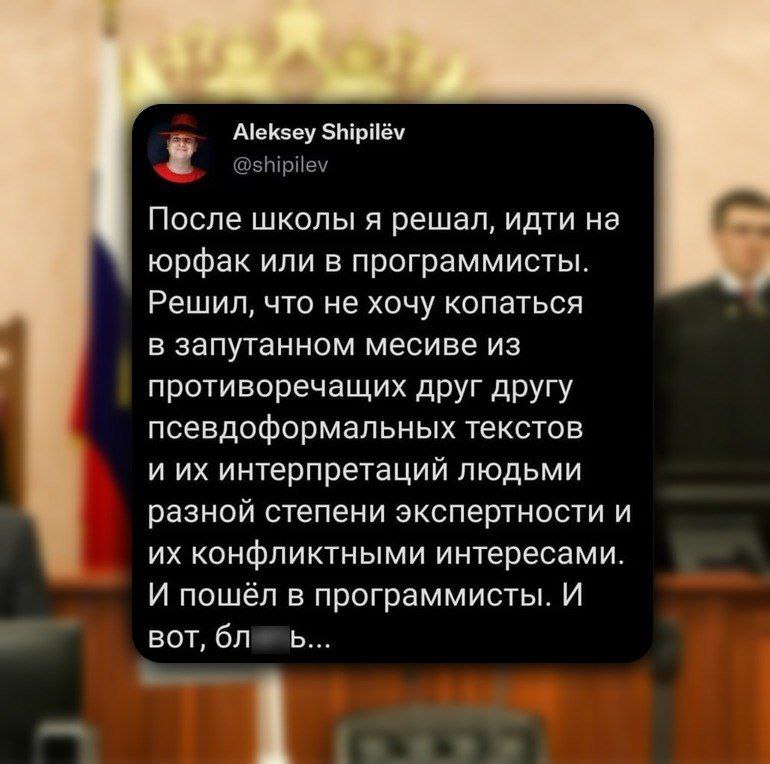 Aleksey Shipilëv
@shipilev
После школы я решал, идти на
юрфак или в программисты.
Решил, что не хочу копаться
в запутанном месиве из
противоречащих друг другу
псевдоформальных текстов
и их интерпретаций людьми
разной степени экспертности и
их конфликтными интересами.
И пошёл в программисты. И
вот, бл ь...